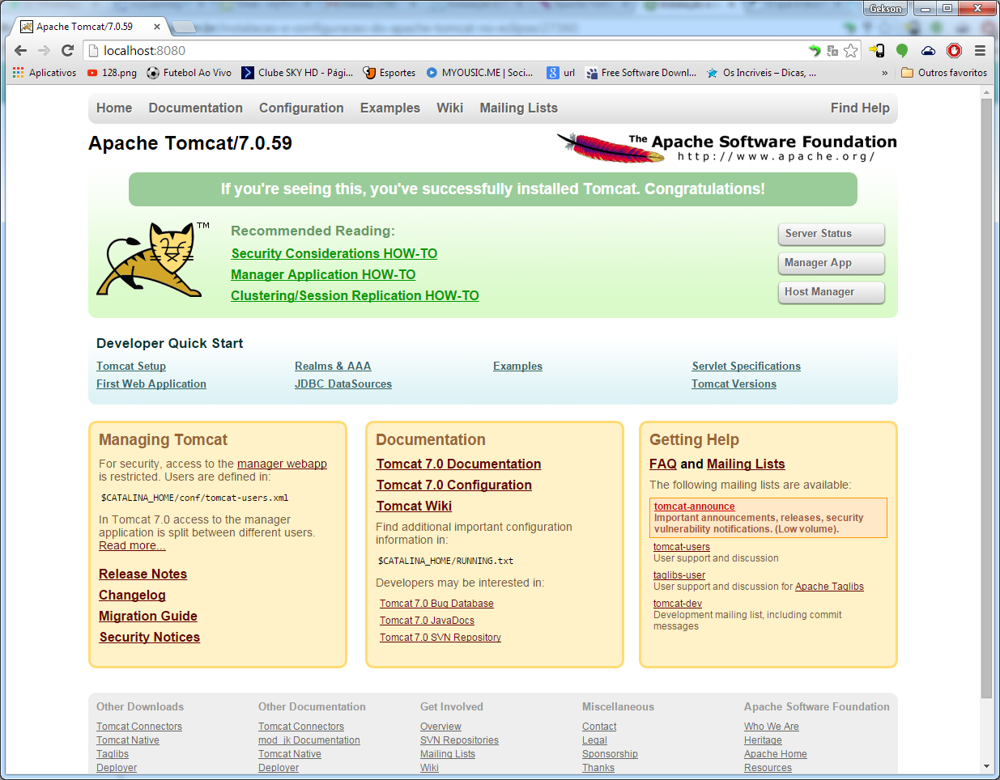 Gekson
Apache Tomcat/7.0.59
localhost:8080
Aplicativos 128.png Futebol Ao Vivo Clube SKY HD - Pági... Esportes MYOUSIC.ME | Soci... url Free Software Downl... Os Incriveis – Dicas, ... » Outros favoritos
Home Documentation Configuration Examples Wiki Mailing Lists Find Help
Apache Tomcat/7.0.59
The Apache Software Foundation
http://www.apache.org/
If you're seeing this, you've successfully installed Tomcat. Congratulations!
TM
Recommended Reading:
Security Considerations HOW-TO
Manager Application HOW-TO
Clustering/Session Replication HOW-TO
Server Status
Manager App
Host Manager
Developer Quick Start
Tomcat Setup
First Web Application
Realms & AAA
JDBC DataSources
Examples
Servlet Specifications
Tomcat Versions
Managing Tomcat
For security, access to the manager webapp
is restricted. Users are defined in:
$CATALINA_HOME/conf/tomcat-users.xml
In Tomcat 7.0 access to the manager
application is split between different users.
Read more...
Release Notes
Changelog
Migration Guide
Security Notices
Documentation
Tomcat 7.0 Documentation
Tomcat 7.0 Configuration
Tomcat Wiki
Find additional important configuration
information in:
$CATALINA_HOME/RUNNING.txt
Developers may be interested in:
Tomcat 7.0 Bug Database
Tomcat 7.0 JavaDocs
Tomcat 7.0 SVN Repository
Getting Help
FAQ and Mailing Lists
The following mailing lists are available:
tomcat-announce
Important announcements, releases, security
vulnerability notifications. (Low volume).
tomcat-users
User support and discussion
taglibs-user
User support and discussion for Apache Taglibs
tomcat-dev
Development mailing list, including commit
messages
Other Downloads
Tomcat Connectors
Tomcat Native
Taglibs
Deployer
Other Documentation
Tomcat Connectors
mod_jk Documentation
Tomcat Native
Deployer
Get Involved
Overview
SVN Repositories
Mailing Lists
Wiki
Miscellaneous
Contact
Legal
Sponsorship
Thanks
Apache Software Foundation
Who We Are
Heritage
Apache Home
Resources